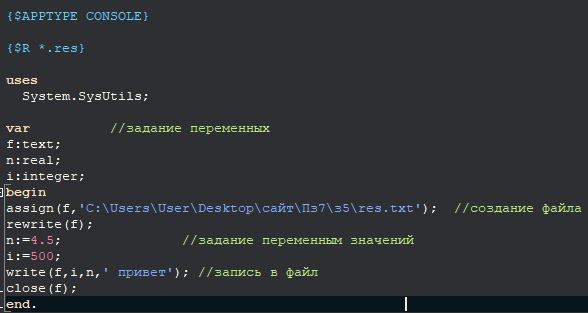 {$APPTYPE CONSOLE}
{$R *.res}
uses
System.SysUtils;
var //задание переменных
f:text;
n:real;
i:integer;
begin
assign(f,'C:\Users\User\Desktop\сайт\Пз7\з5\res.txt'); //создание файла
rewrite(f);
n:=4.5; //задание переменным значений
i:=500;
write(f,i,n,' привет'); //запись в файл
close(f);
end.